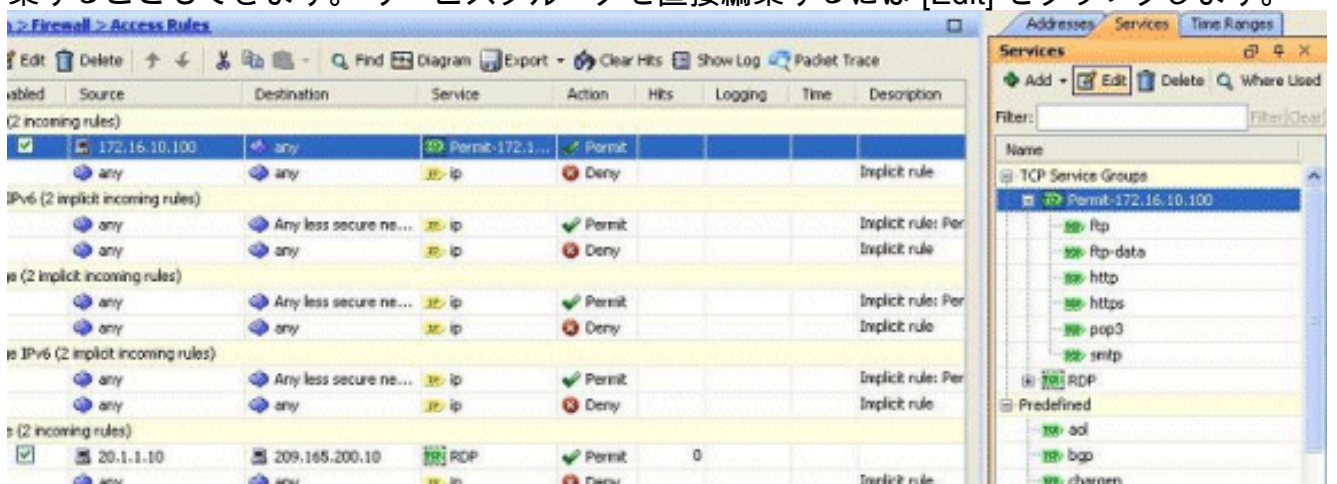 集することもできます。 サービスグループを直接編集するには [Edit] をクリックします。
> Firewall > Access Rules
Edit Delete Find Diagram Export Clear Hits Show Log Packet Trace
Source Destination Service Action Hits Logging Time Description
(2 incoming rules)
172.16.10.100 any Permit-172.1... Permit
any any ip Deny Implicit rule
IPv6 (2 implicit incoming rules)
any Any less secure ne... ip Permit Implicit rule: Per
any any ip Deny Implicit rule
(2 implicit incoming rules)
any Any less secure ne... ip Permit Implicit rule: Per
any any ip Deny Implicit rule
IPv6 (2 implicit incoming rules)
any Any less secure ne... ip Permit Implicit rule: Per
any any ip Deny Implicit rule
(2 incoming rules)
20.1.1.10 209.165.200.10 RDP Permit 0
any any ip Deny Implicit rule
Addresses Services Time Ranges
Services
Add Edit Delete Where Used
Filter: Filter Clear
Name
TCP Service Groups
Permit-172.16.10.100
ftp
ftp-data
http
https
pop3
smtp
RDP
Predefined
aol
bgp
chargen